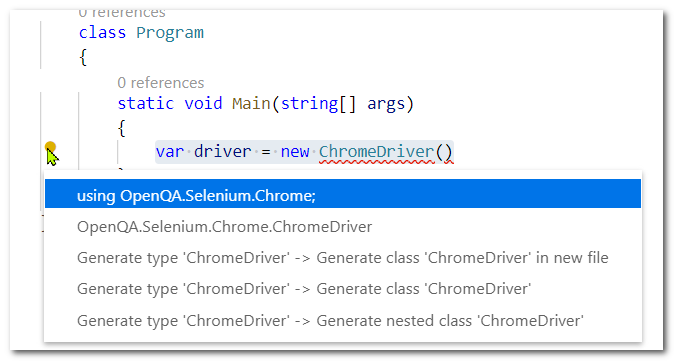 0 references
class Program
{
0 references
static void Main(string[] args)
{
var driver = new ChromeDriver()
using OpenQA.Selenium.Chrome;
OpenQA.Selenium.Chrome.ChromeDriver
Generate type 'ChromeDriver' -> Generate class 'ChromeDriver' in new file
Generate type 'ChromeDriver' -> Generate class 'ChromeDriver'
Generate type 'ChromeDriver' -> Generate nested class 'ChromeDriver'